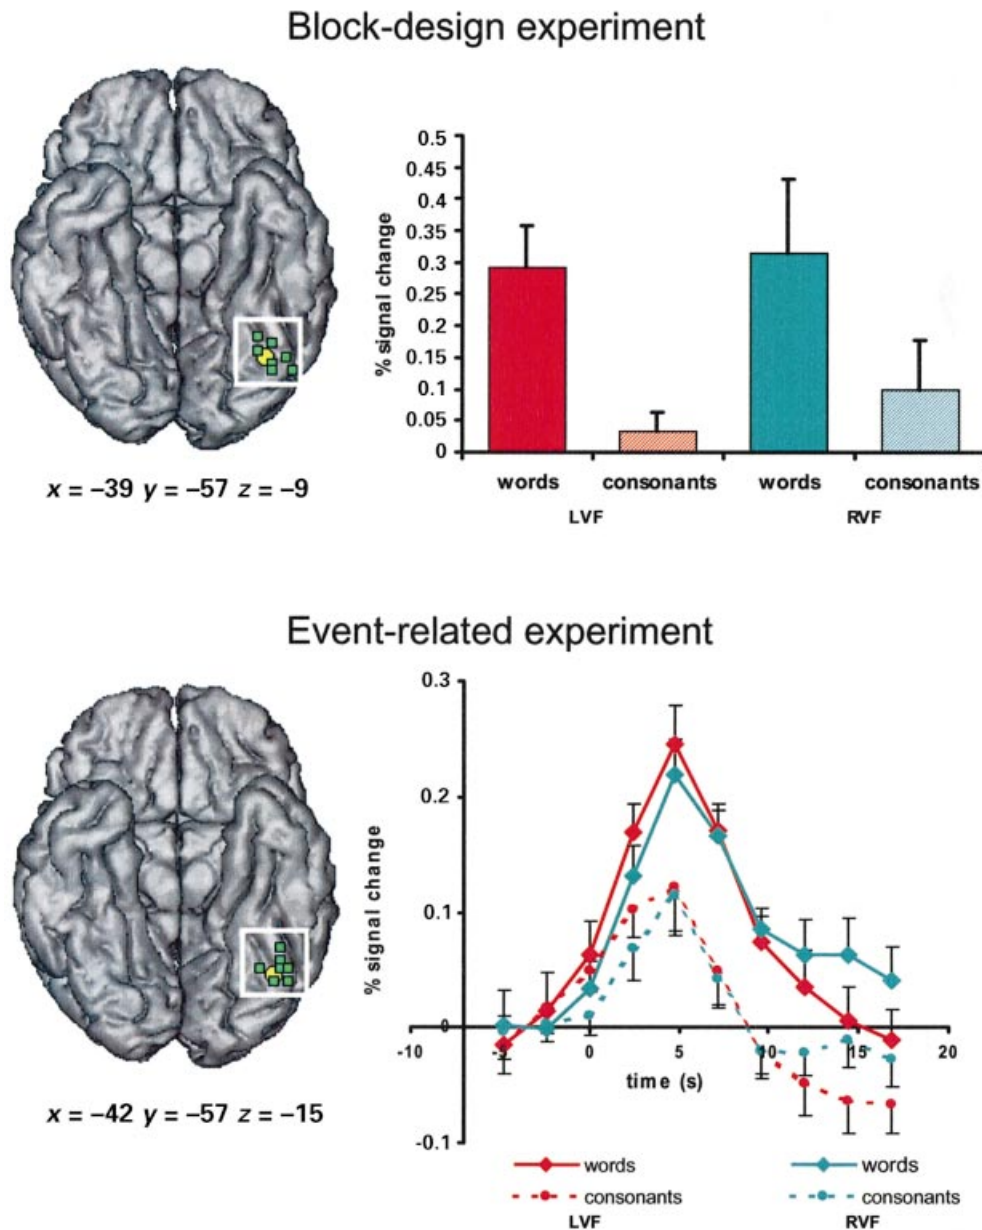 Block-design experiment
0.5
0.45
0.4
0.35
0.3
0.25
0.2
0.15
0.1
0.05
0
% signal change
words consonants words consonants
LVF RVF
x = –39 y = –57 z = –9
Event-related experiment
0.3
0.2
0.1
0
-0.1
% signal change
-10 -5 0 5 10 15 20
time (s)
x = –42 y = –57 z = –15
words words
consonants consonants
LVF RVF